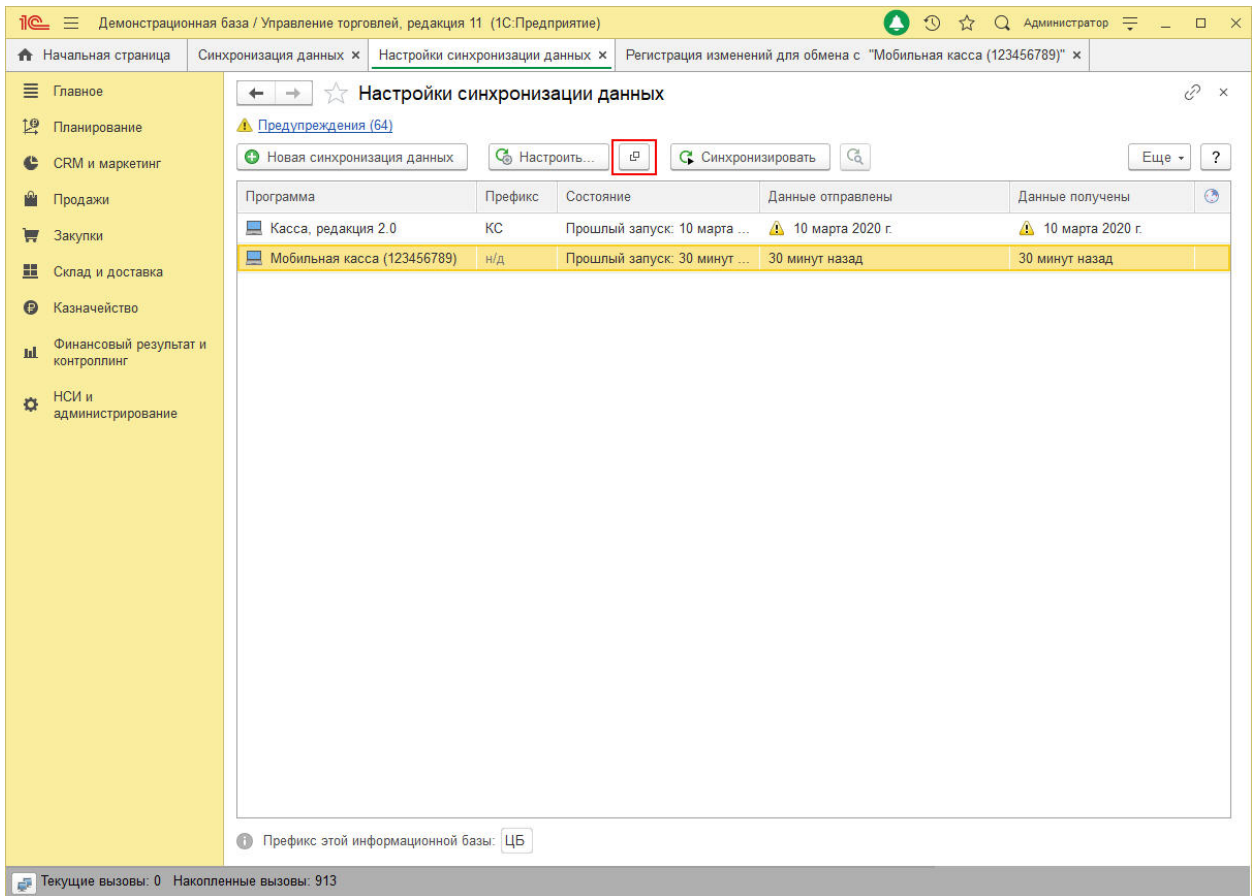 1С Демонстрационная база / Управление торговлей, редакция 11 (1С:Предприятие) Администратор
Начальная страница Синхронизация данных × Настройки синхронизации данных × Регистрация изменений для обмена с "Мобильная касса (123456789)" ×
Главное
Планирование
CRM и маркетинг
Продажи
Закупки
Склад и доставка
Казначейство
Финансовый результат и
контроллинг
НСИ и
администрирование
Настройки синхронизации данных
Предупреждения (64)
Новая синхронизация данных Настроить... Синхронизировать Еще ?
Программа Префикс Состояние Данные отправлены Данные получены
Касса, редакция 2.0 КС Прошлый запуск: 10 марта ... 10 марта 2020 г. 10 марта 2020 г.
Мобильная касса (123456789) н/д Прошлый запуск: 30 минут ... 30 минут назад 30 минут назад
Префикс этой информационной базы: ЦБ
Текущие вызовы: 0 Накопленные вызовы: 913